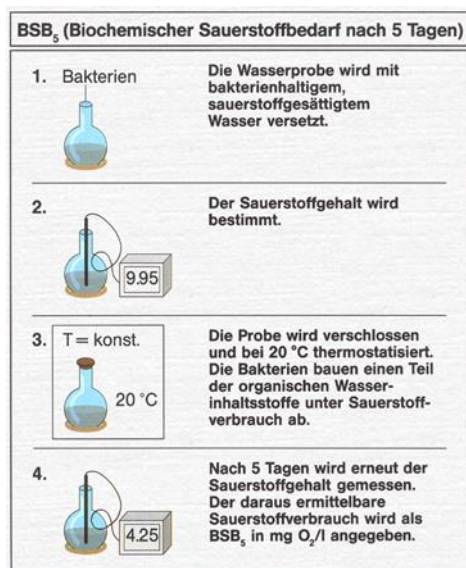 BSB₅ (Biochemischer Sauerstoffbedarf nach 5 Tagen)
1. Bakterien
Die Wasserprobe wird mit
bakterienhaltigem,
sauerstoffgesättigtem
Wasser versetzt.
2.
9.95
Der Sauerstoffgehalt wird
bestimmt.
3. T = konst.
20 °C
Die Probe wird verschlossen
und bei 20 °C thermostatisiert.
Die Bakterien bauen einen Teil
der organischen Wasser-
inhaltsstoffe unter Sauerstoff-
verbrauch ab.
4.
4.25
Nach 5 Tagen wird erneut der
Sauerstoffgehalt gemessen.
Der daraus ermittelbare
Sauerstoffverbrauch wird als
BSB₅ in mg O₂/l angegeben.